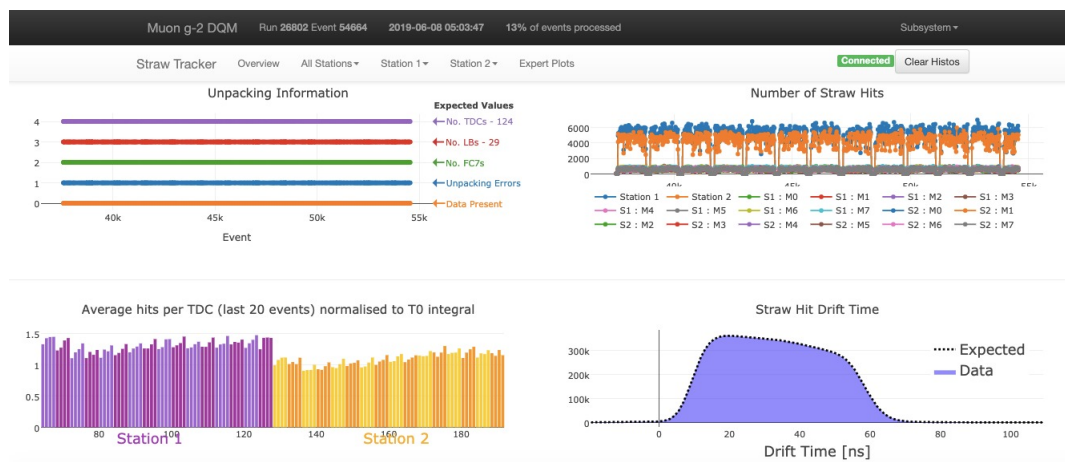 Muon g-2 DQM Run 26802 Event 54664 2019-06-08 05:03:47 13% of events processed Subsystem
Straw Tracker Overview All Stations Station 1 Station 2 Expert Plots Connected Clear Histos
Unpacking Information
Expected Values
4
3
2
1
0
No. TDCs - 124
No. LBs - 29
No. FC7s
Unpacking Errors
Data Present
40k 45k 50k 55k
Event
Number of Straw Hits
6000
4000
2000
0
40k 45k 50k 55k
Station 1 Station 2 S1 : M0 S1 : M1 S1 : M2 S1 : M3
S1 : M4 S1 : M5 S1 : M6 S1 : M7 S2 : M0 S2 : M1
S2 : M2 S2 : M3 S2 : M4 S2 : M5 S2 : M6 S2 : M7
Average hits per TDC (last 20 events) normalised to T0 integral
1.5
1
0.5
0
80 100 120 140 160 180
Station 1 Station 2
Straw Hit Drift Time
300k
200k
100k
0
Expected
Data
0 20 40 60 80 100
Drift Time [ns]